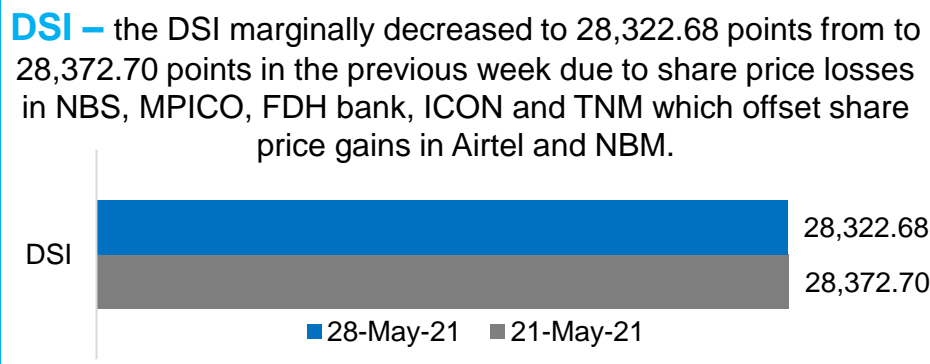 DSI – the DSI marginally decreased to 28,322.68 points from to
28,372.70 points in the previous week due to share price losses
in NBS, MPICO, FDH bank, ICON and TNM which offset share
price gains in Airtel and NBM.
28,322.68
DSI
28,372.70
28-May-21 21-May-21